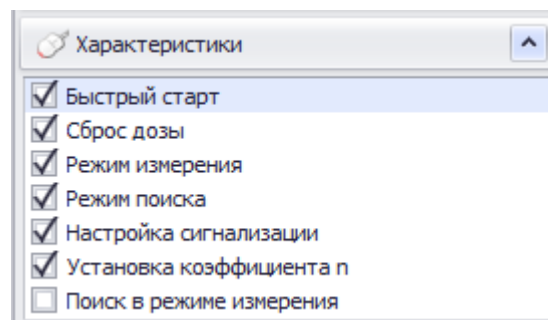 Характеристики
Быстрый старт
Сброс дозы
Режим измерения
Режим поиска
Настройка сигнализации
Установка коэффициента n
Поиск в режиме измерения